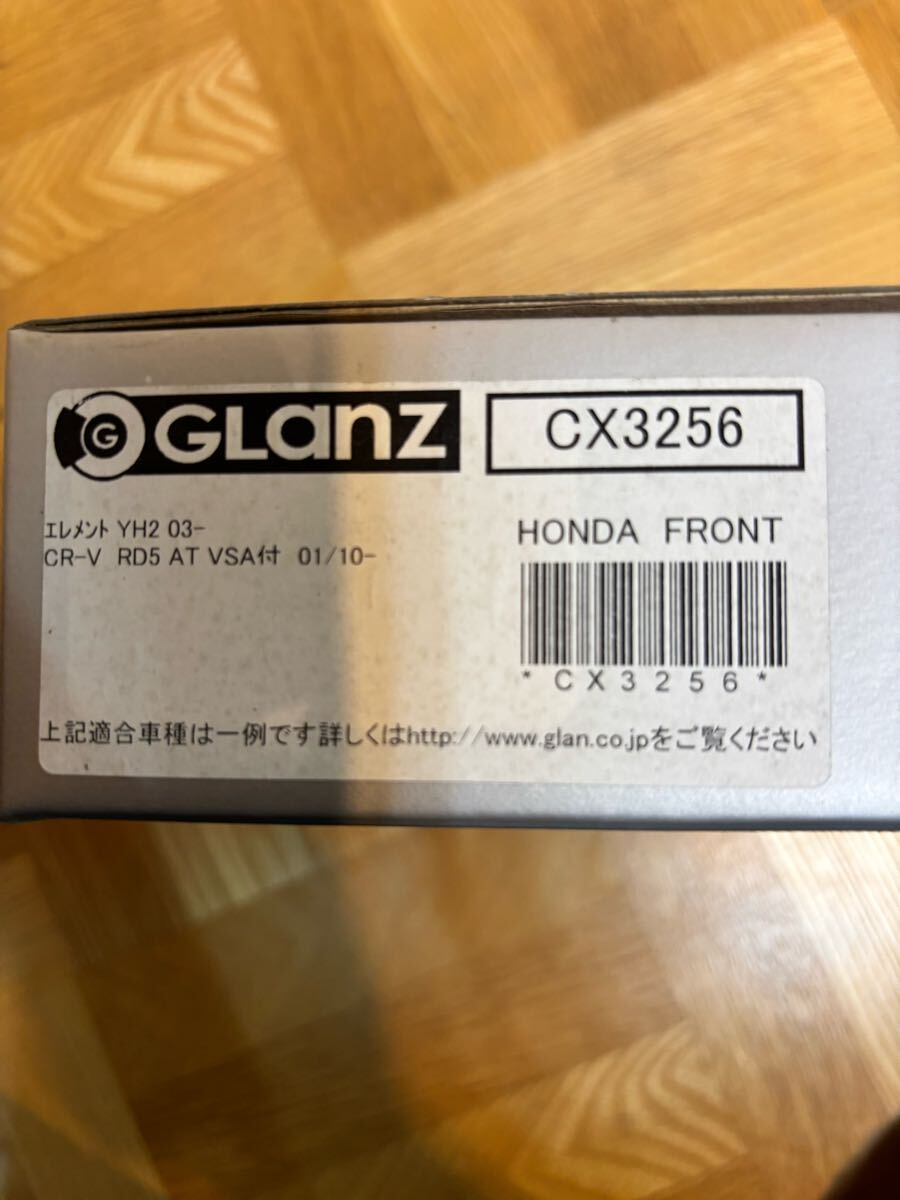 G GLanz
CX3256
エレメント YH2 03-
CR-V RD5 AT VSA付 01/10-
HONDA FRONT
*CX3256*
上記適合車種は一例です詳しくはhttp://www.glan.co.jpをご覧ください